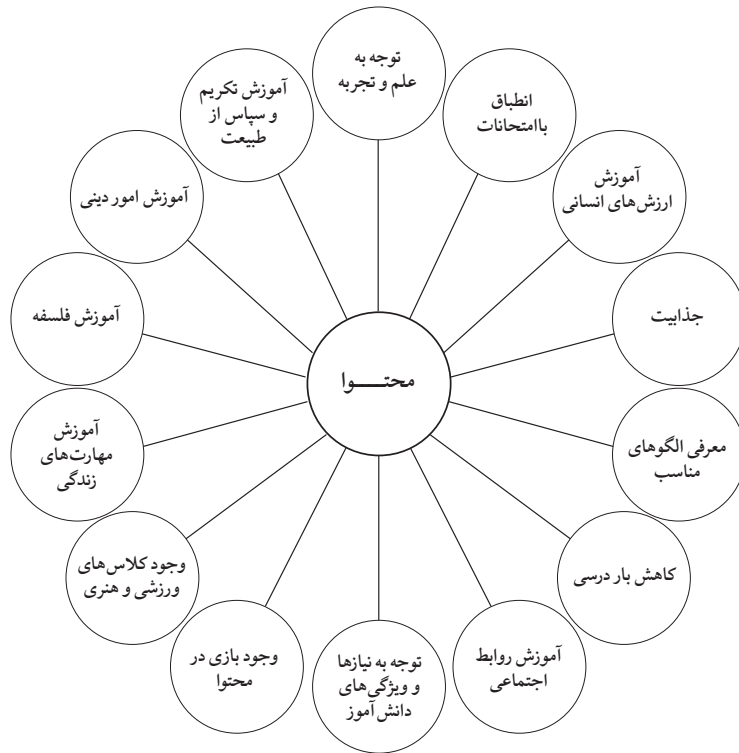 توجه به
علم و تجربه
انطباق
باامتحانات
آموزش
ارزش‌های انسانی
جذابیت
معرفی الگوهای
مناسب
کاهش بار درسی
آموزش روابط
اجتماعی
توجه به نیازها
و ویژگی‌های
دانش آموز
وجود بازی در
محتوا
وجود کلاس‌های
ورزشی و هنری
آموزش
مهارت‌های
زندگی
آموزش فلسفه
آموزش امور دینی
آموزش تکریم
و سپاس از
طبیعت
محتـــوا